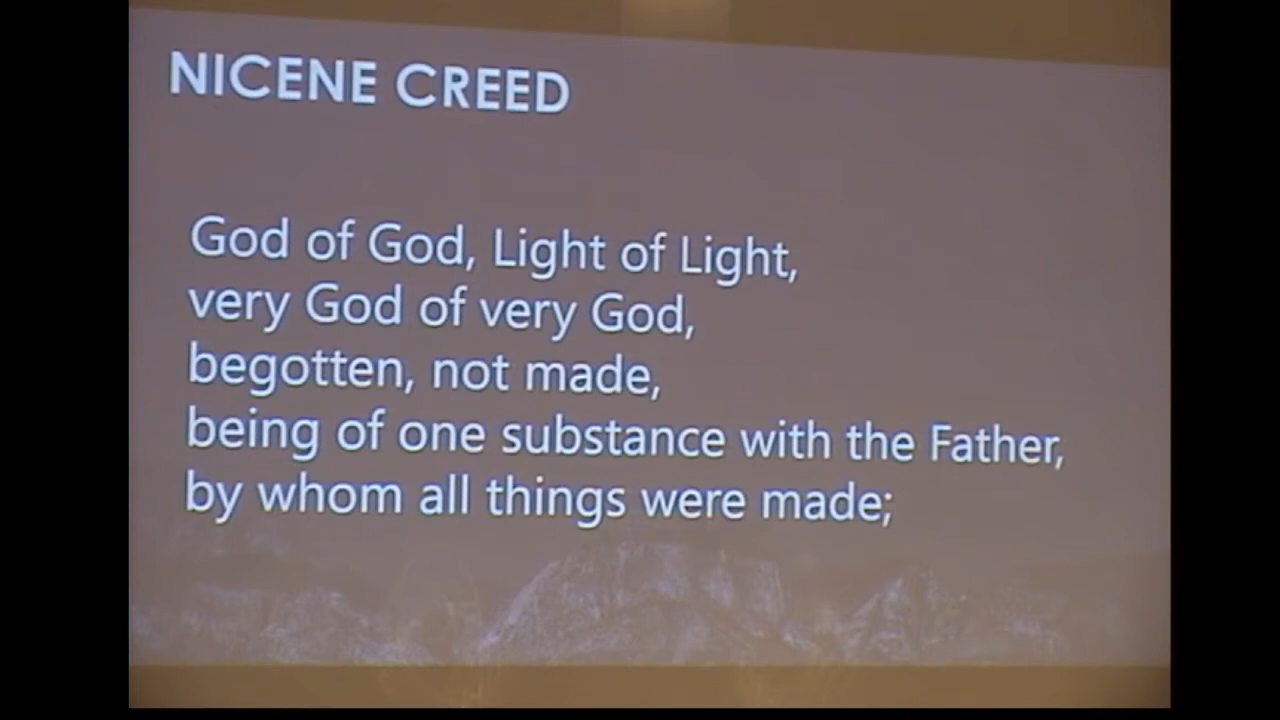 NICENE CREED
God of God, Light of Light,
very God of very God,
begotten, not made,
being of one substance with the Father,
by whom all things were made;